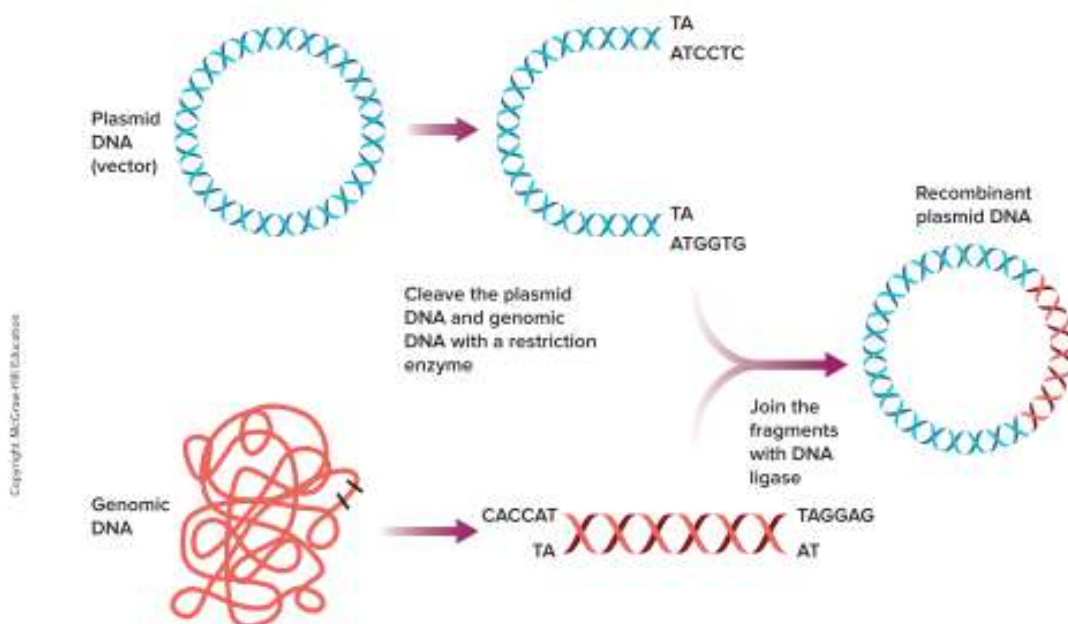 TA
ATCCTC
Plasmid
DNA
(vector)
TA
ATGGTG
Recombinant
plasmid DNA
Cleave the plasmid
DNA and genomic
DNA with a restriction
enzyme
Join the
fragments
with DNA
ligase
Genomic
DNA
CACCAT
TAGGAG
TA
AT
Copyright McGraw-Hill Education